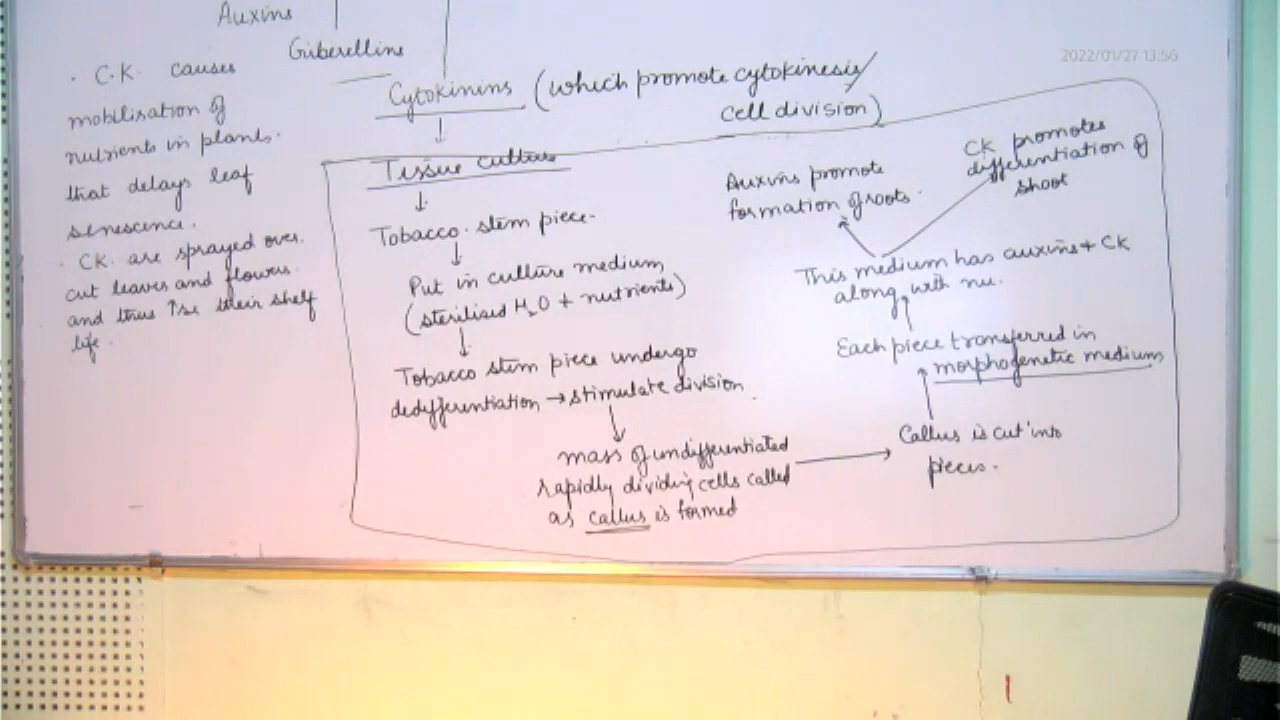 Auxins
Giberelline
2022/01/27 13:56
· C.K. causes
mobilisation of
nutrients in plants.
that delays leaf
senescence.
· CK. are sprayed over.
cut leaves and flowers.
and thus ↑se their shelf
life.
Cytokinins (which promote cytokinesis/
cell division)
↓
Tissue culture
↓
Tobacco. stem piece.
↓
Put in culture medium
(sterilised H₂O + nutrients)
↓
Tobacco stem piece undergo
dedifferentiation → stimulate division.
↓
mass of undifferentiated
rapidly dividing cells called
as callus is formed
→
Callus is cut into
pieces.
Each piece transferred in
morphogenetic medium
This medium has auxins + CK
along with nu.
Auxins promote
formation of roots.
CK promotes
differentiation of
shoot